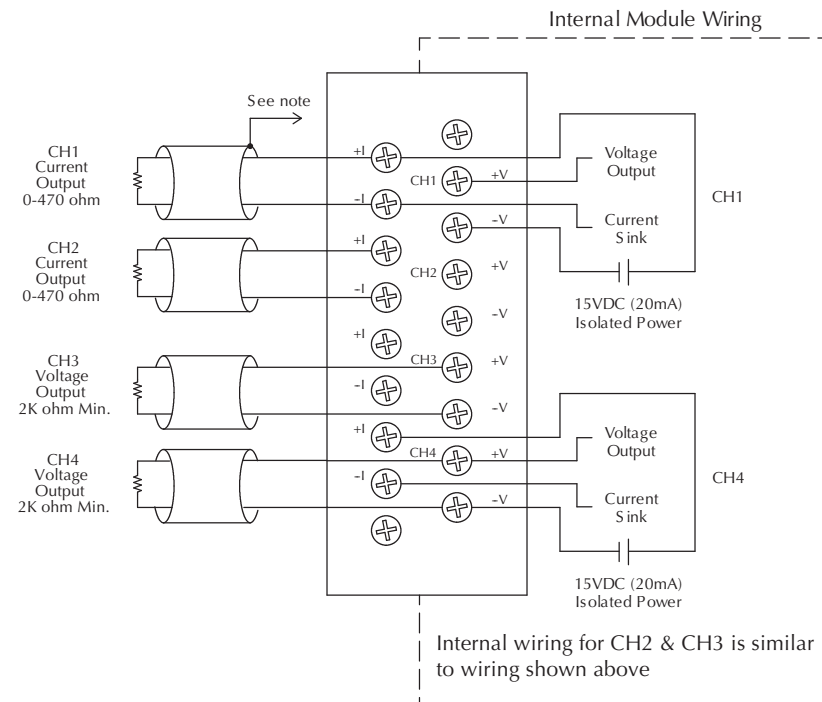 Internal Module Wiring
See note
CH1
Current
Output
0-470 ohm
CH2
Current
Output
0-470 ohm
CH3
Voltage
Output
2K ohm Min.
CH4
Voltage
Output
2K ohm Min.
+I
CH1
+V
-I
-V
+I
CH2
+V
-I
-V
+I
CH3
+V
-I
-V
+I
CH4
+V
-I
-V
Voltage
Output
Current
Sink
CH1
15VDC (20mA)
Isolated Power
Voltage
Output
Current
Sink
CH4
15VDC (20mA)
Isolated Power
Internal wiring for CH2 & CH3 is similar
to wiring shown above